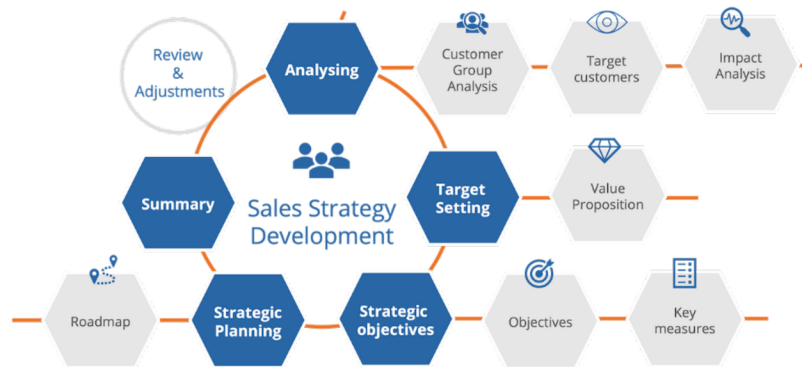 Review
&
Adjustments
Analysing
Customer
Group
Analysis
Target
customers
Impact
Analysis
Summary
Sales Strategy
Development
Target
Setting
Value
Proposition
Roadmap
Strategic
Planning
Strategic
objectives
Objectives
Key
measures